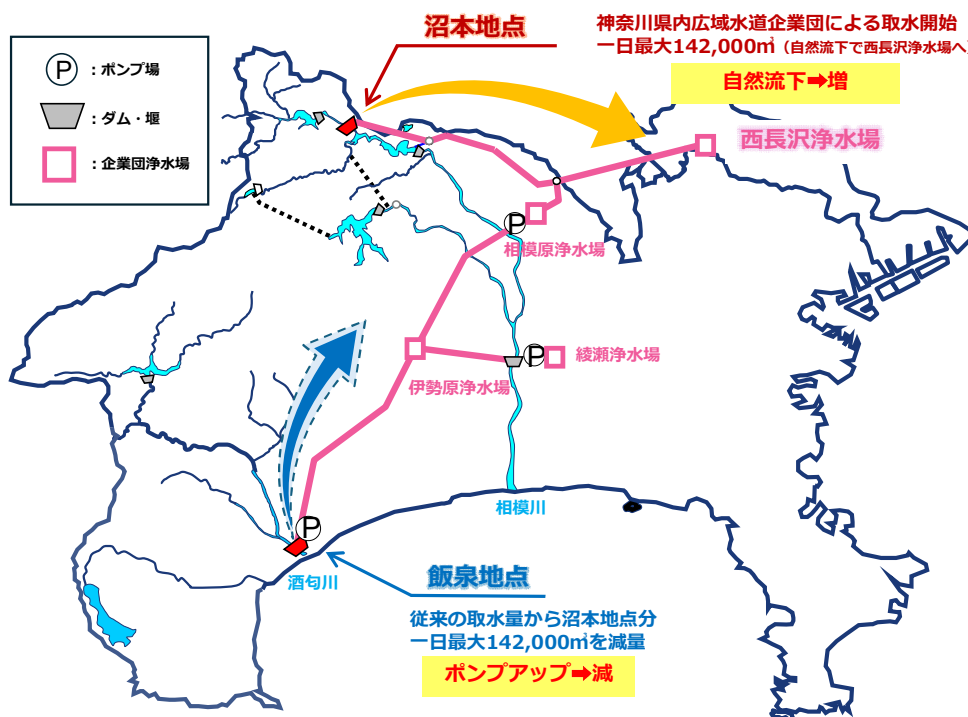 沼本地点
神奈川県内広域水道企業団による取水開始
一日最大142,000㎥（自然流下で西長沢浄水場へ）
自然流下➡増
Ⓟ：ポンプ場
：ダム・堰
：企業団浄水場
西長沢浄水場
P
相模原浄水場
P
綾瀬浄水場
伊勢原浄水場
相模川
P
酒匂川
飯泉地点
従来の取水量から沼本地点分
一日最大142,000㎥を減量
ポンプアップ➡減